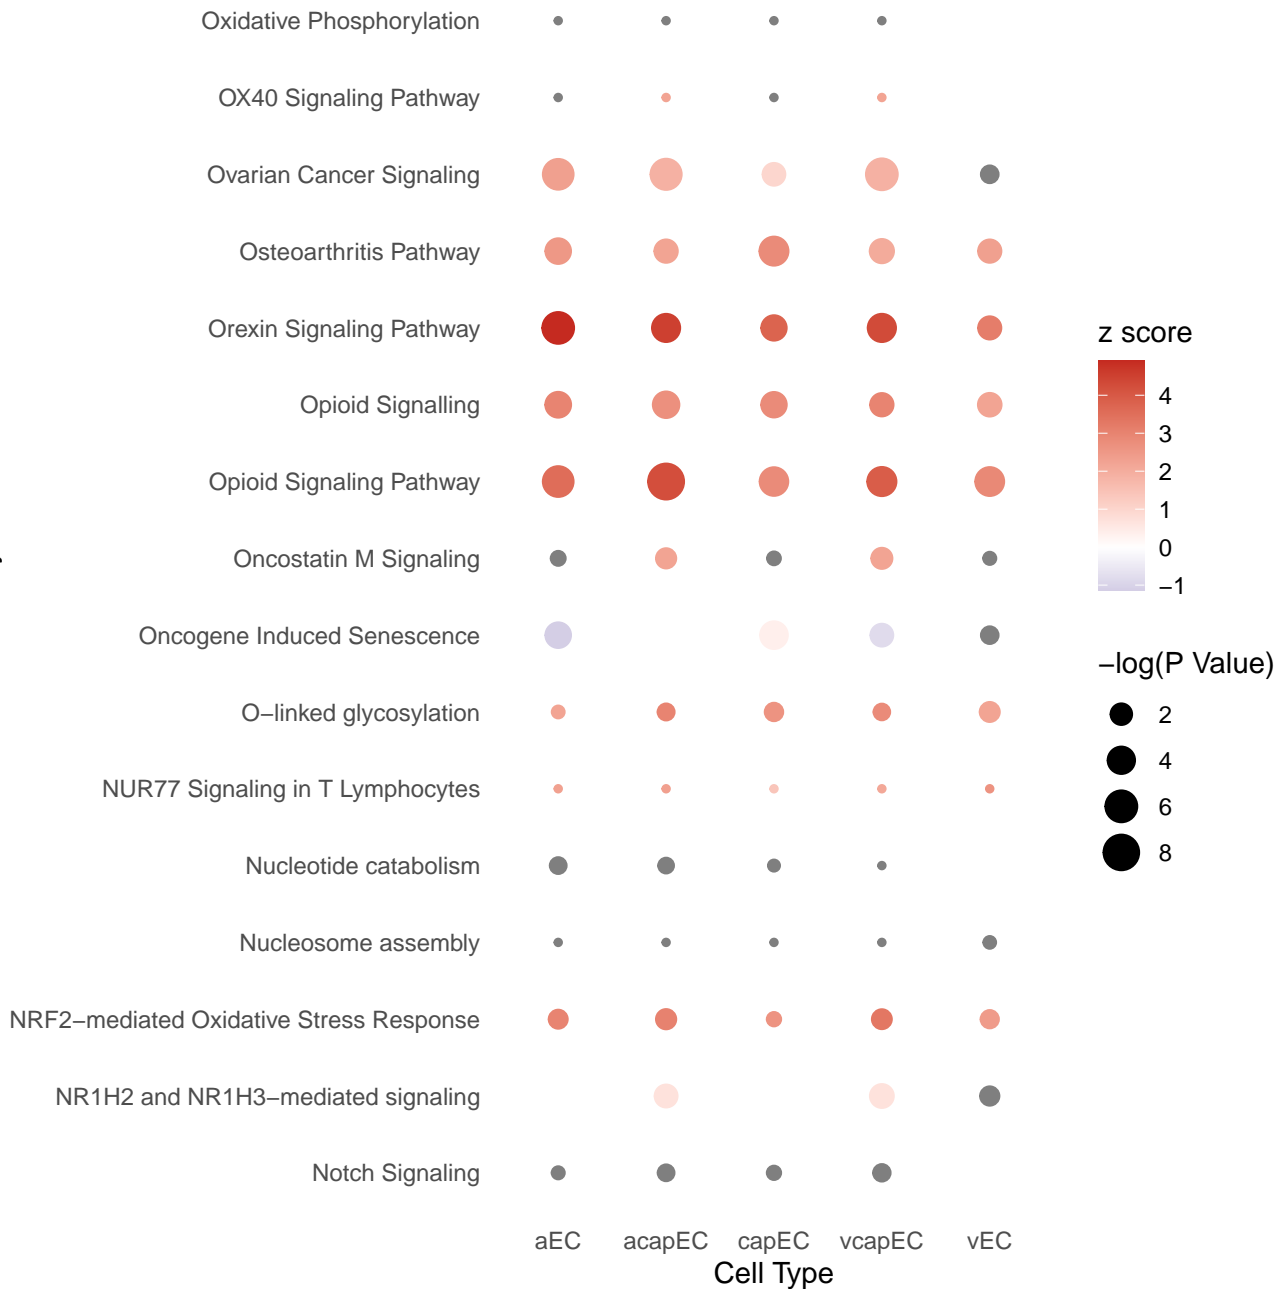 Oxidative Phosphorylation
OX40 Signaling Pathway
Ovarian Cancer Signaling
Osteoarthritis Pathway
Orexin Signaling Pathway
Opioid Signalling
Opioid Signaling Pathway
Oncostatin M Signaling
Oncogene Induced Senescence
O−linked glycosylation
NUR77 Signaling in T Lymphocytes
Nucleotide catabolism
Nucleosome assembly
NRF2−mediated Oxidative Stress Response
NR1H2 and NR1H3−mediated signaling
Notch Signaling
aEC acapEC capEC vcapEC vEC
Cell Type
z score
4
3
2
1
0
−1
−log(P Value)
2
4
6
8